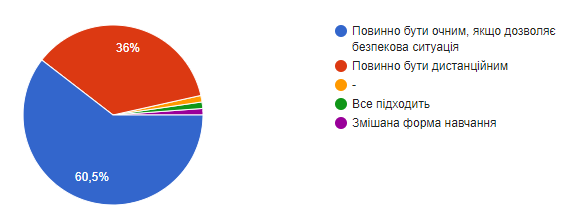 36%
60,5%
Повинно бути очним, якщо дозволяє
безпекова ситуація
Повинно бути дистанційним
-
Все підходить
Змішана форма навчання